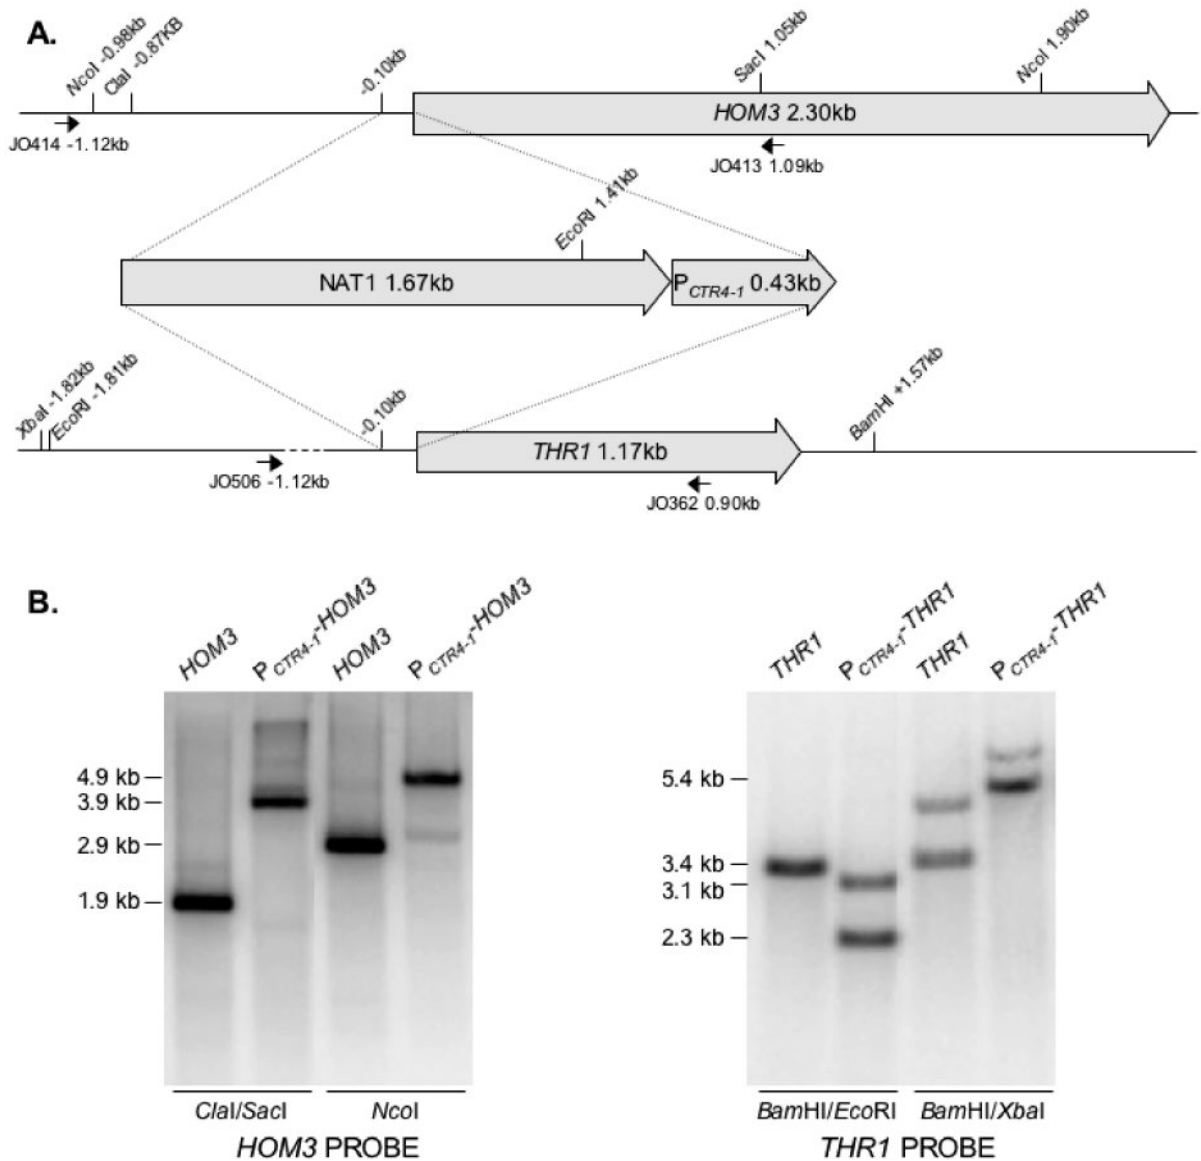 A.
NcoI -0.98kb
ClaI -0.87KB
-0.10kb
SacI 1.05kb
NcoI 1.90kb
HOM3 2.30kb
JO414 -1.12kb
JO413 1.09kb
EcoRI 1.41kb
NAT1 1.67kb
PCTR4-1 0.43kb
XbaI -1.82kb
EcoRI -1.81kb
-0.10kb
BamHI +1.57kb
THR1 1.17kb
JO506 -1.12kb
JO362 0.90kb
B.
HOM3
PCTR4-1-HOM3
HOM3
PCTR4-1-HOM3
THR1
PCTR4-1-THR1
THR1
PCTR4-1-THR1
4.9 kb
3.9 kb
2.9 kb
1.9 kb
5.4 kb
3.4 kb
3.1 kb
2.3 kb
ClaI/SacI
NcoI
BamHI/EcoRI
BamHI/XbaI
HOM3 PROBE
THR1 PROBE